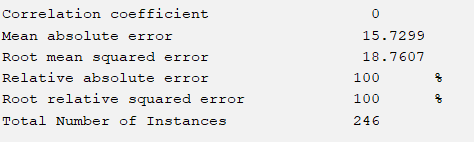 Correlation coefficient 0
Mean absolute error 15.7299
Root mean squared error 18.7607
Relative absolute error 100 %
Root relative squared error 100 %
Total Number of Instances 246